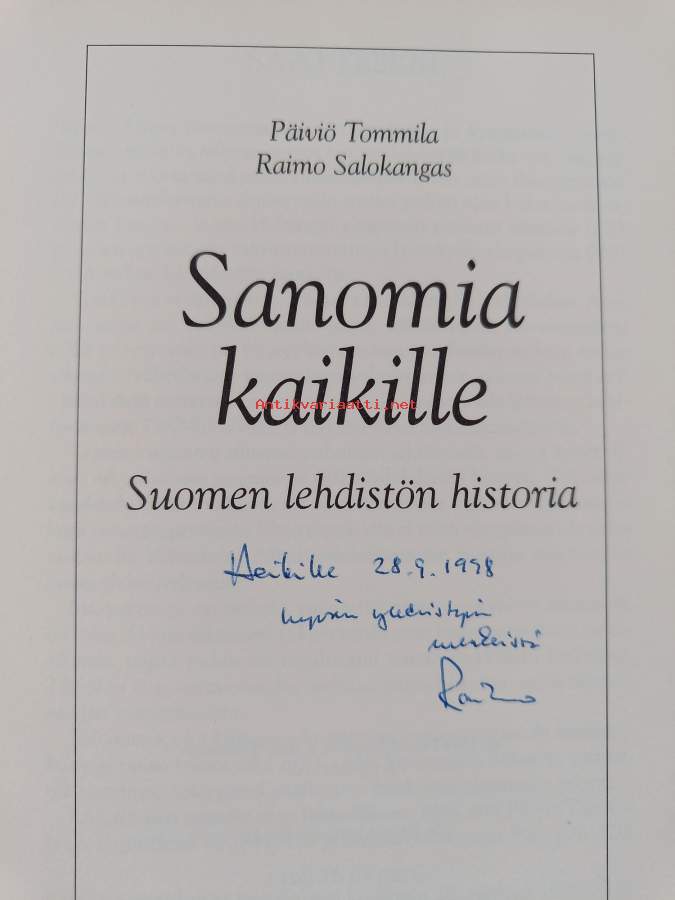 Päiviö Tommila
Raimo Salokangas
Sanomia
kaikille
Antikvariaatti.net
Suomen lehdistön historia
Heikille 28.9.1998
hyvän yhteistyön
merkeissä
Raimo